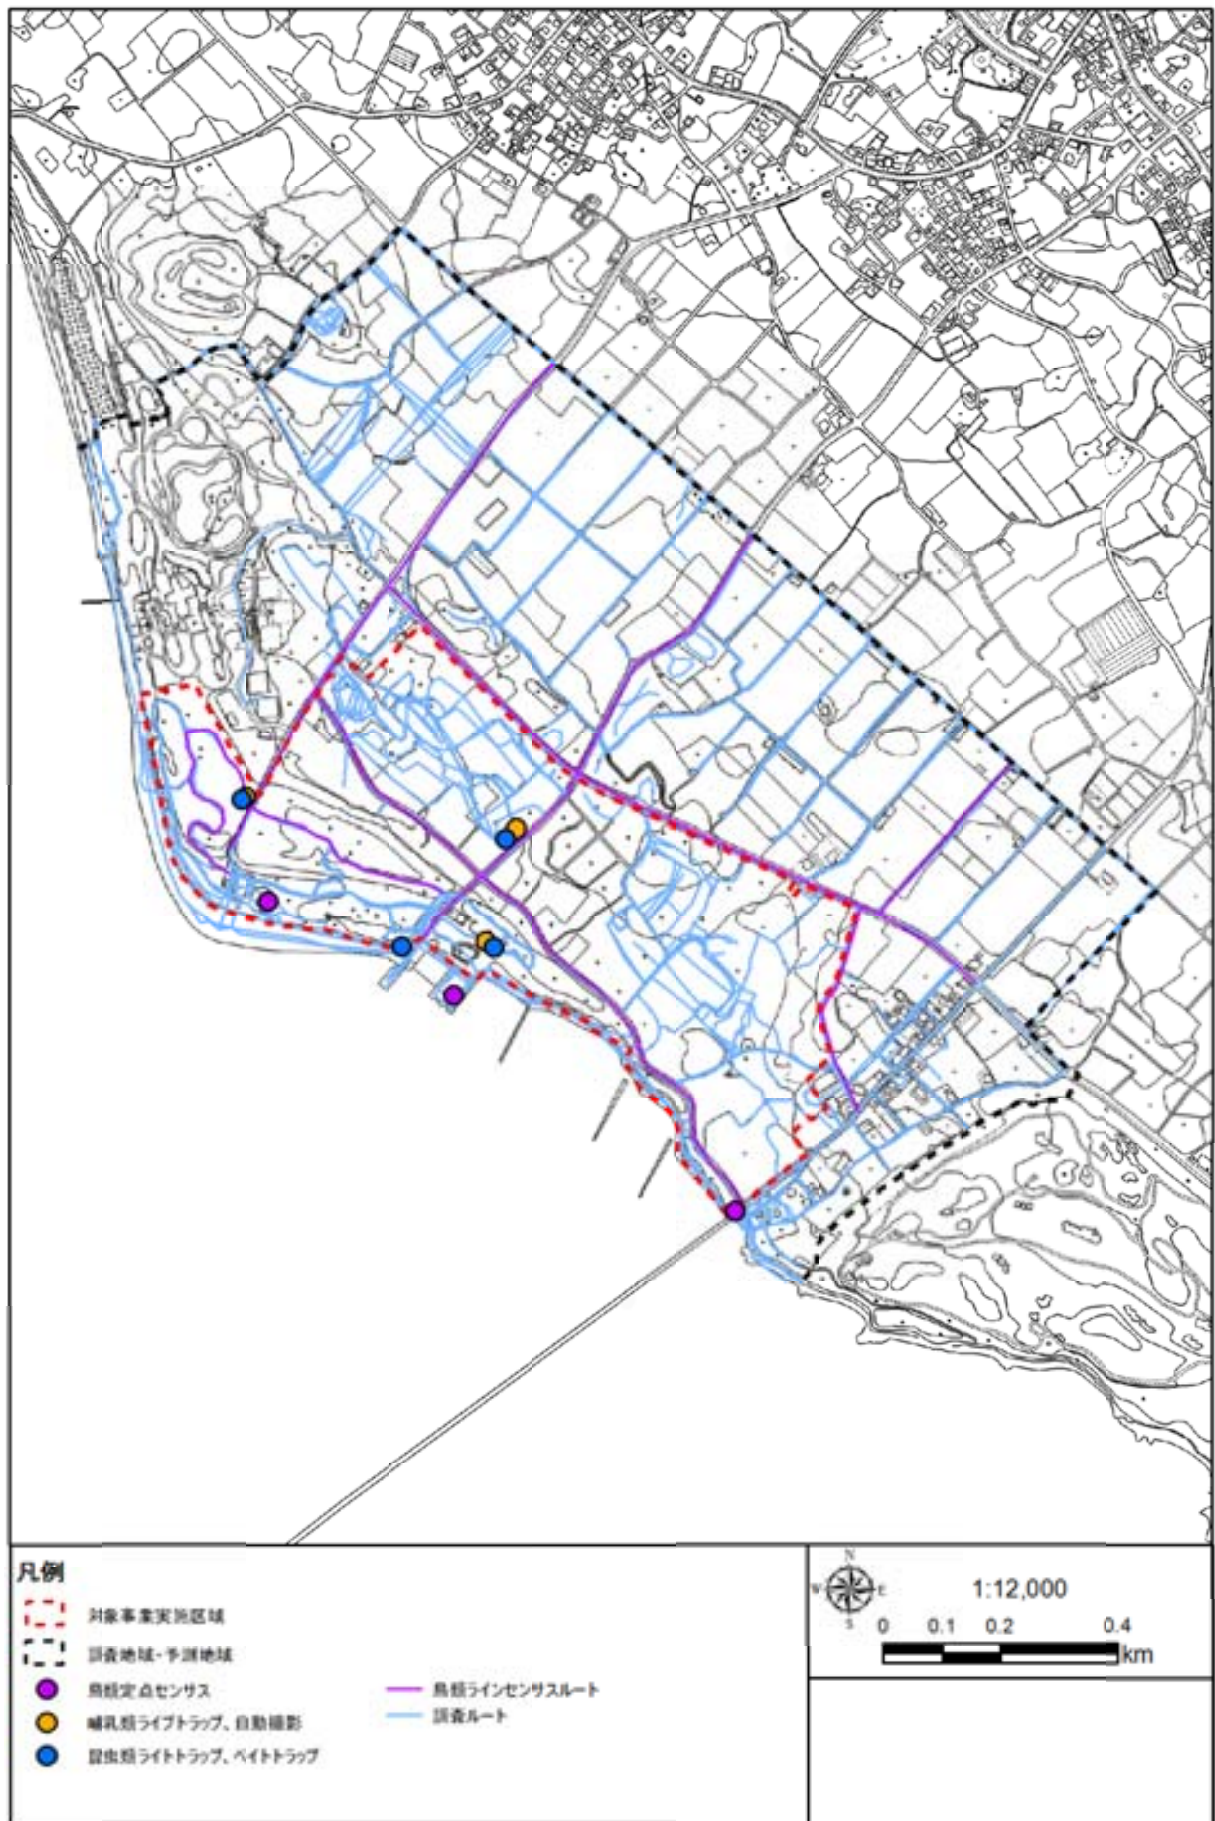 凡例
対象事業実施区域
調査地域・予測地域
鳥類定点センサス
哺乳類ライブトラップ、自動撮影
昆虫類ライトトラップ、ベイトトラップ
鳥類ラインセンサスルート
調査ルート
N
W E
S
1:12,000
0 0.1 0.2 0.4
km